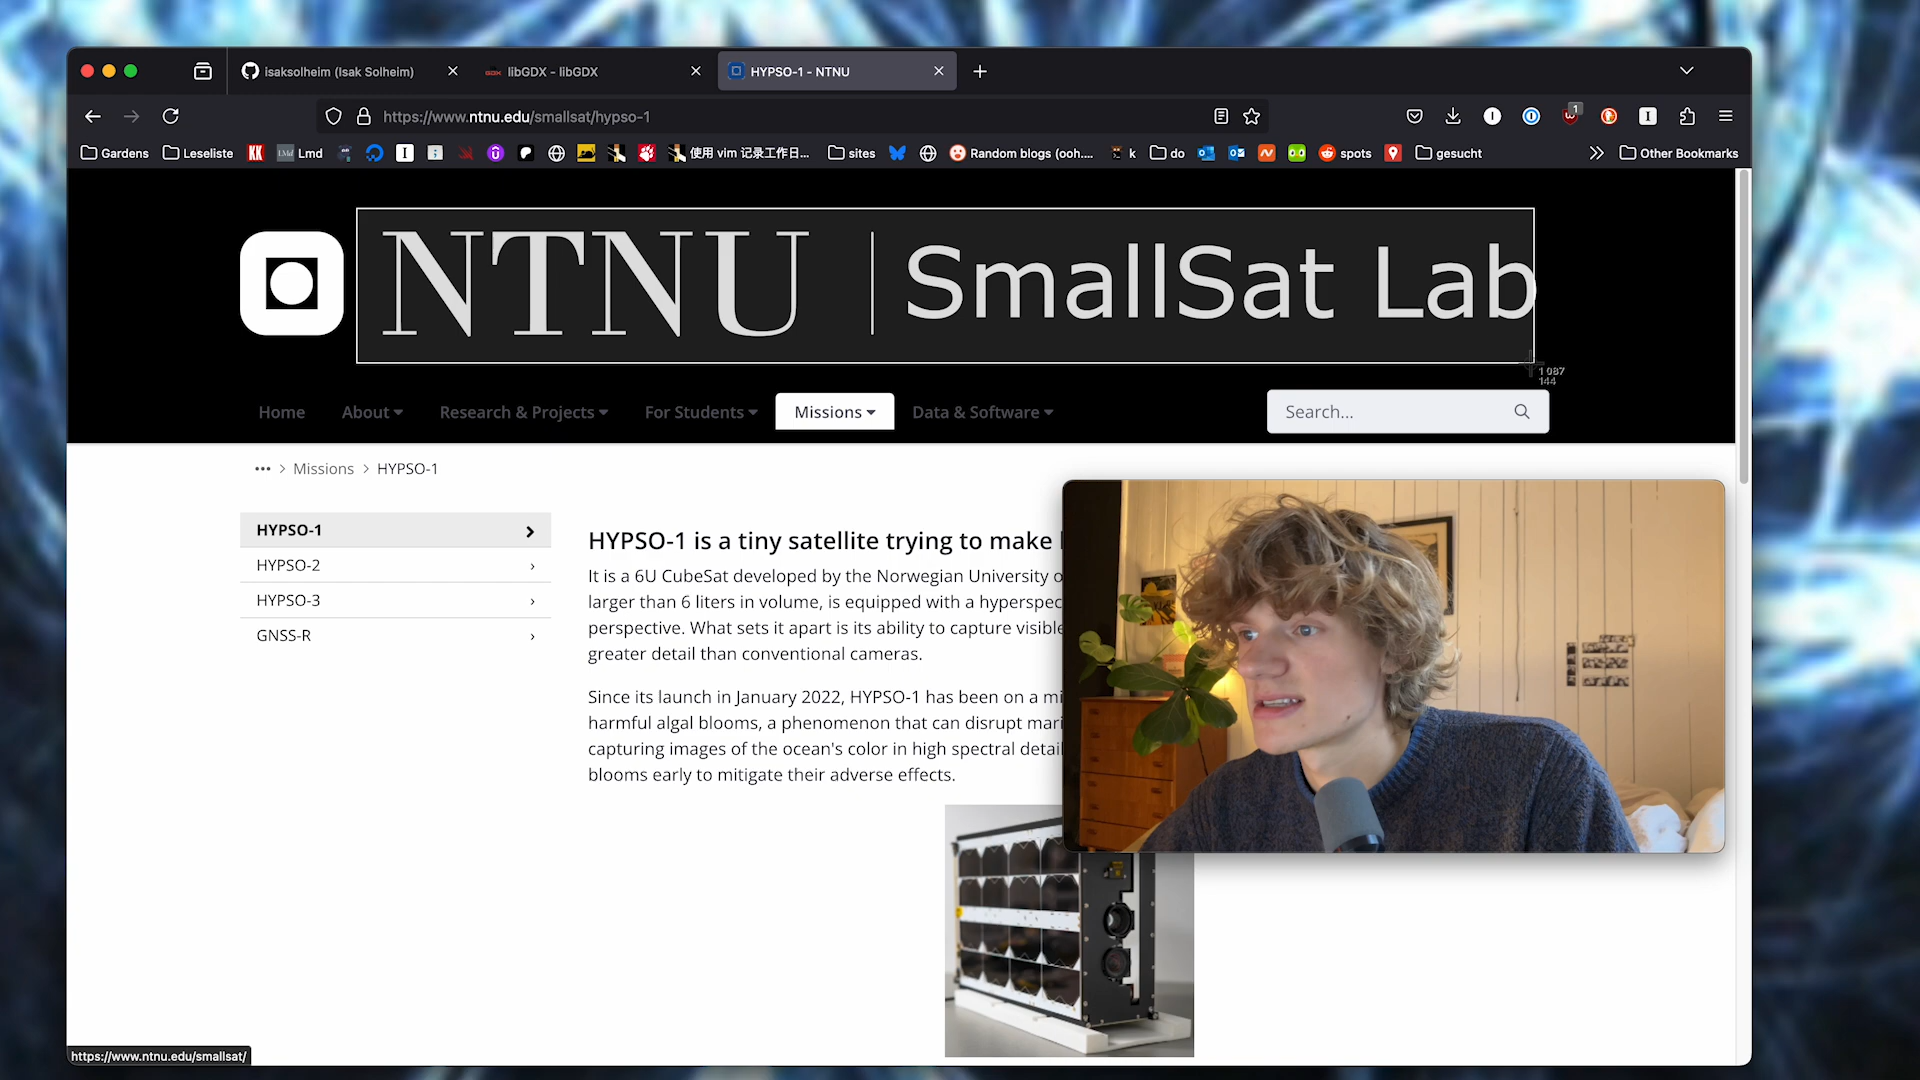 isaksolheim (Isak Solheim)
libGDX - libGDX
HYPSO-1 - NTNU
https://www.ntnu.edu/smallsat/hypso-1
1
Gardens
Leseliste
Lmd
使用 vim 记录工作日...
sites
Random blogs (ooh....
k
do
spots
gesucht
Other Bookmarks
NTNU | SmallSat Lab
1 087
144
Home
About
Research & Projects
For Students
Missions
Data & Software
Search...
••• > Missions > HYPSO-1
HYPSO-1
HYPSO-2
HYPSO-3
GNSS-R
HYPSO-1 is a tiny satellite trying to make
It is a 6U CubeSat developed by the Norwegian University
larger than 6 liters in volume, is equipped with a hyperspec
perspective. What sets it apart is its ability to capture visible
greater detail than conventional cameras.
Since its launch in January 2022, HYPSO-1 has been on a mi
harmful algal blooms, a phenomenon that can disrupt mari
capturing images of the ocean's color in high spectral detail
blooms early to mitigate their adverse effects.
https://www.ntnu.edu/smallsat/